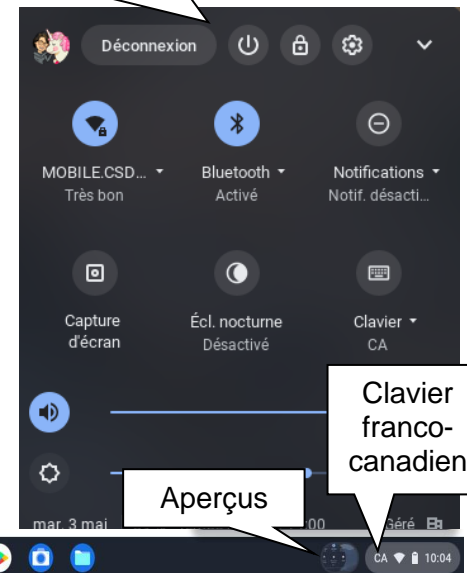 Déconnexion
MOBILE.CSD... Bluetooth Notifications
Très bon Activé Notif. désacti...
Capture d'écran Écl. nocturne Clavier
Désactivé CA
Clavier
franco-
canadien
Aperçus
mar. 3 mai :00 Géré
CA 10:04